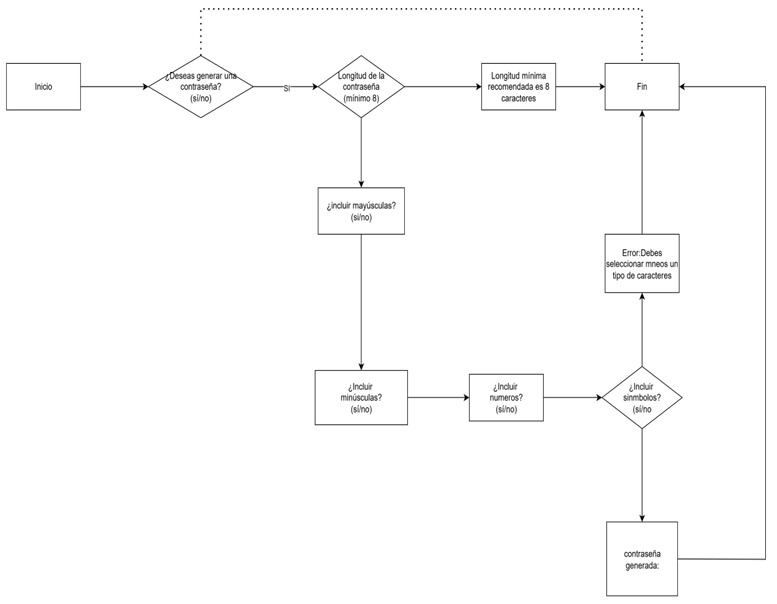 Inicio
¿Deseas generar una
contraseña?
(sí/no)
Sí
Longitud de la
contraseña
(mínimo 8)
Longitud mínima
recomendada es 8
caracteres
Fin
¿incluir mayúsculas?
(sí/no)
Error:Debes
seleccionar mneos un
tipo de caracteres
¿Incluir
minúsculas?
(sí/no)
¿Incluir
numeros?
(sí/no)
¿Incluir
sinmbolos?
(sí/no
contraseña
generada: